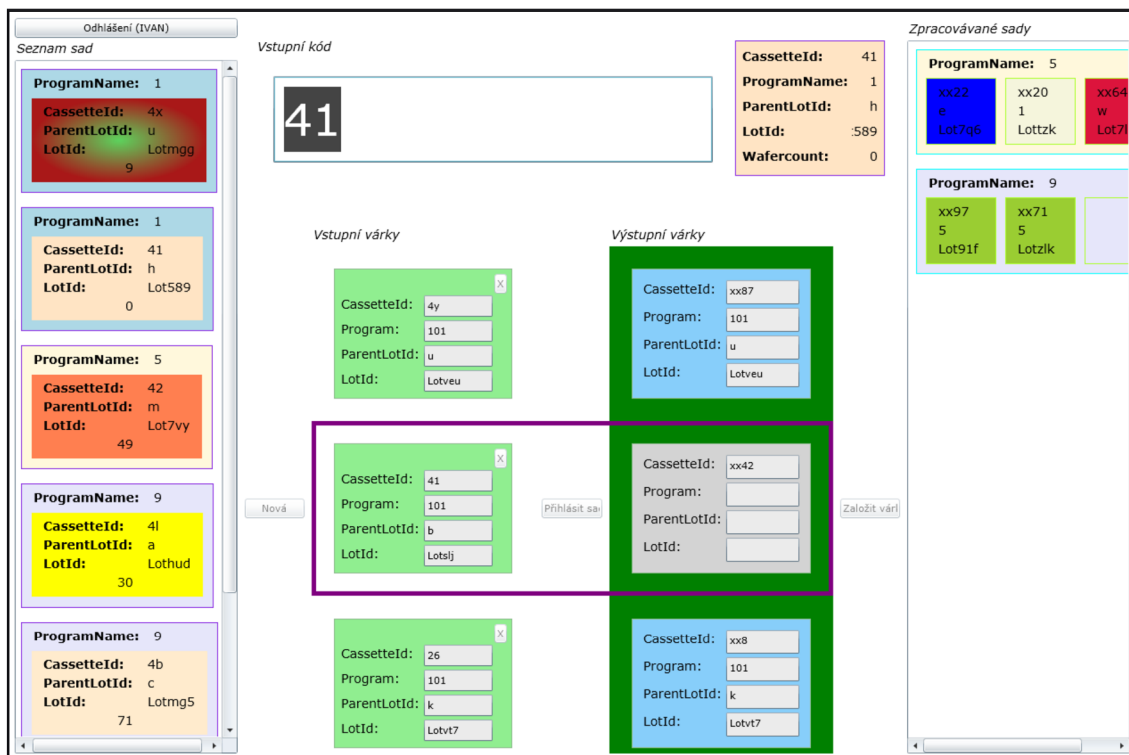 Odhlášení (IVAN)
Seznam sad
ProgramName: 1
CassetteId: 4x
ParentLotId: u
LotId: Lotmgg
9
ProgramName: 1
CassetteId: 41
ParentLotId: h
LotId: Lot589
0
ProgramName: 5
CassetteId: 42
ParentLotId: m
LotId: Lot7vy
49
ProgramName: 9
CassetteId: 4l
ParentLotId: a
LotId: Lothud
30
ProgramName: 9
CassetteId: 4b
ParentLotId: c
LotId: Lotmg5
71
Vstupní kód
41
CassetteId: 41
ProgramName: 1
ParentLotId: h
LotId: :589
Wafercount: 0
Vstupní várky
Výstupní várky
X
CassetteId: 4y
Program: 101
ParentLotId: u
LotId: Lotveu
CassetteId: xx87
Program: 101
ParentLotId: u
LotId: Lotveu
Nová
X
CassetteId: 41
Program: 101
ParentLotId: b
LotId: Lotslj
Přihlásit sa
CassetteId: xx42
Program:
ParentLotId:
LotId:
Založit várl
X
CassetteId: 26
Program: 101
ParentLotId: k
LotId: Lotvt7
CassetteId: xx8
Program: 101
ParentLotId: k
LotId: Lotvt7
Zpracovávané sady
ProgramName: 5
xx22 xx20 xx64
e 1 w
Lot7q6 Lottzk Lot7l
ProgramName: 9
xx97 xx71
5 5
Lot91f Lotzlk